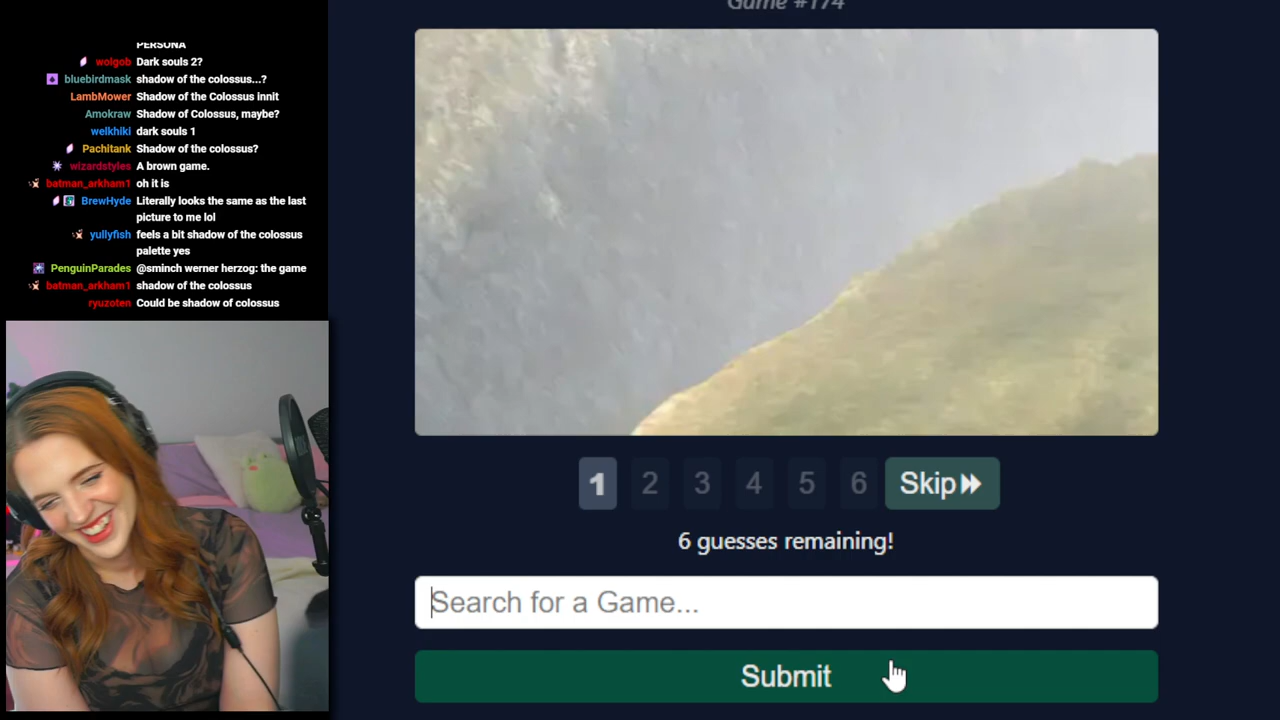 Game #174
PERSONA
wolgob Dark souls 2?
bluebirdmask shadow of the colossus...?
LambMower Shadow of the Colossus innit
Amokraw Shadow of Colossus, maybe?
welkhiki dark souls 1
Pachitank Shadow of the colossus?
wizardstyles A brown game.
batman_arkham1 oh it is
BrewHyde Literally looks the same as the last
picture to me lol
yullyfish feels a bit shadow of the colossus
palette yes
PenguinParades @sminch werner herzog: the game
batman_arkham1 shadow of the colossus
ryuzoten Could be shadow of colossus
1 2 3 4 5 6 Skip
6 guesses remaining!
Search for a Game...
Submit